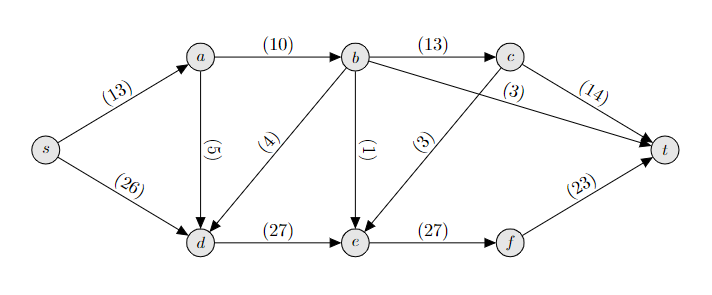 a
(10)
b
(13)
c
(13)
(5)
(4)
(1)
(3)
(3)
(14)
s
t
(26)
(23)
d
(27)
e
(27)
f